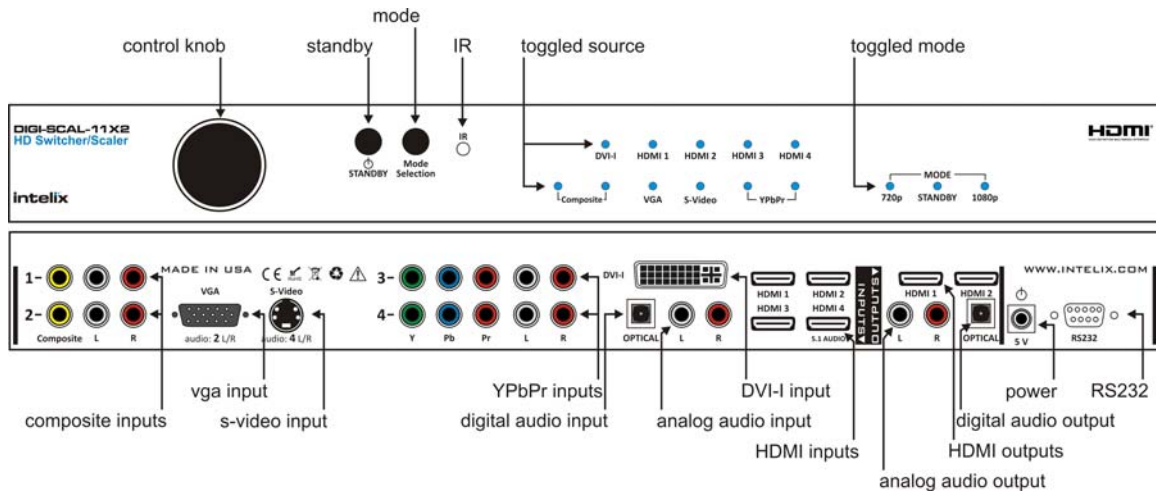 mode
control knob standby IR toggled source toggled mode
DIGI-SCAL-11X2
HD Switcher/Scaler
intelix
STANDBY
Mode
Selection
IR
DVI-I HDMI 1 HDMI 2 HDMI 3 HDMI 4
Composite VGA S-Video YPbPr
HDMI
MODE
720p STANDBY 1080p
1 MADE IN USA CE S-Video 3 DVI-I WWW.INTELIX.COM
VGA
HDMI 1 HDMI 2
HDMI 3 HDMI 4
INPUTS
OUTPUTS
HDMI 1 HDMI 2
2 4
Composite L R audio: 2 L/R audio: 4 L/R Y Pb Pr L R OPTICAL L R 5.1 AUDIO L R OPTICAL 5 V RS232
vga input YPbPr inputs DVI-I input power RS232
composite inputs s-video input digital audio input analog audio input digital audio output
HDMI inputs HDMI outputs
analog audio output